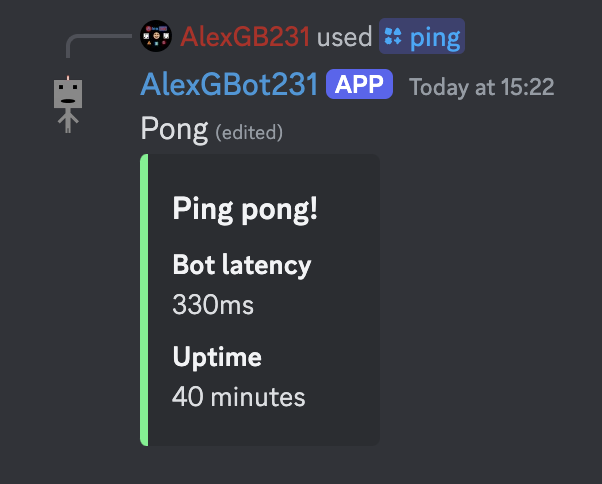 AlexGB231 used ping
AlexGBot231 APP Today at 15:22
Pong (edited)
Ping pong!
Bot latency
330ms
Uptime
40 minutes